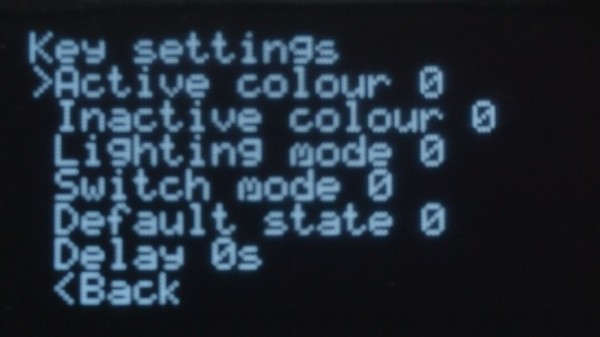 Key settings
>Active colour 0
Inactive colour 0
Lighting mode 0
Switch mode 0
Default state 0
Delay 0s
<Back